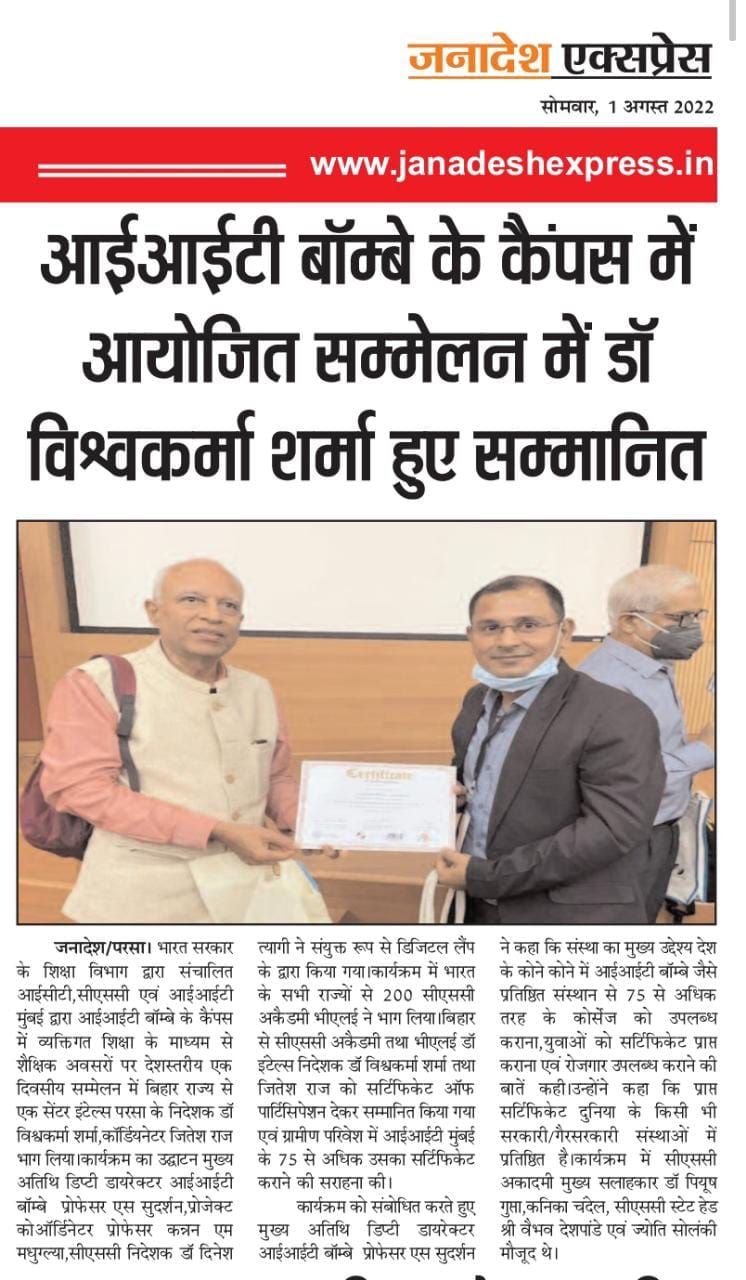 जनादेश एक्सप्रेस
सोमवार, 1 अगस्त 2022
www.janadeshexpress.in
आईआईटी बॉम्बे के कैंपस में
आयोजित सम्मेलन में डॉ
विश्वकर्मा शर्मा हुए सम्मानित
Certificate
जनादेश/परसा। भारत सरकार
के शिक्षा विभाग द्वारा संचालित
आईसीटी,सीएससी एवं आईआईटी
मुंबई द्वारा आईआईटी बॉम्बे के कैंपस
में व्यक्तिगत शिक्षा के माध्यम से
शैक्षिक अवसरों पर देशस्तरीय एक
दिवसीय सम्मेलन में बिहार राज्य से
एक सेंटर इंटेल्स परसा के निदेशक डॉ
विश्वकर्मा शर्मा,कॉर्डियनेटर जितेश राज
भाग लिया।कार्यक्रम का उद्घाटन मुख्य
अतिथि डिप्टी डायरेक्टर आईआईटी
बॉम्बे प्रोफेसर एस सुदर्शन,प्रोजेक्ट
कोऑर्डिनेटर प्रोफेसर कन्नन एम
मधुग्ल्या,सीएससी निदेशक डॉ दिनेश
त्यागी ने संयुक्त रूप से डिजिटल लैंप
के द्वारा किया गया।कार्यक्रम में भारत
के सभी राज्यों से 200 सीएससी
अकैडमी भीएलई ने भाग लिया।बिहार
से सीएससी अकैडमी तथा भीएलई डॉ
इंटेल्स निदेशक डॉ विश्वकर्मा शर्मा तथा
जितेश राज को सर्टिफिकेट ऑफ
पार्टिसिपेशन देकर सम्मानित किया गया
एवं ग्रामीण परिवेश में आईआईटी मुंबई
के 75 से अधिक उसका सर्टिफिकेट
कराने की सराहना की।
कार्यक्रम को संबोधित करते हुए
मुख्य अतिथि डिप्टी डायरेक्टर
आईआईटी बॉम्बे प्रोफेसर एस सुदर्शन
ने कहा कि संस्था का मुख्य उद्देश्य देश
के कोने कोने में आईआईटी बॉम्बे जैसे
प्रतिष्ठित संस्थान से 75 से अधिक
तरह के कोर्सेज को उपलब्ध
कराना,युवाओं को सर्टिफिकेट प्राप्त
कराना एवं रोजगार उपलब्ध कराने की
बातें कही।उन्होंने कहा कि प्राप्त
सर्टिफिकेट दुनिया के किसी भी
सरकारी/गैरसरकारी संस्थाओं में
प्रतिष्ठित है।कार्यक्रम में सीएससी
अकादमी मुख्य सलाहकार डॉ पियूष
गुप्ता,कनिका चंदेल, सीएससी स्टेट हेड
श्री वैभव देशपांडे एवं ज्योति सोलंकी
मौजूद थे।